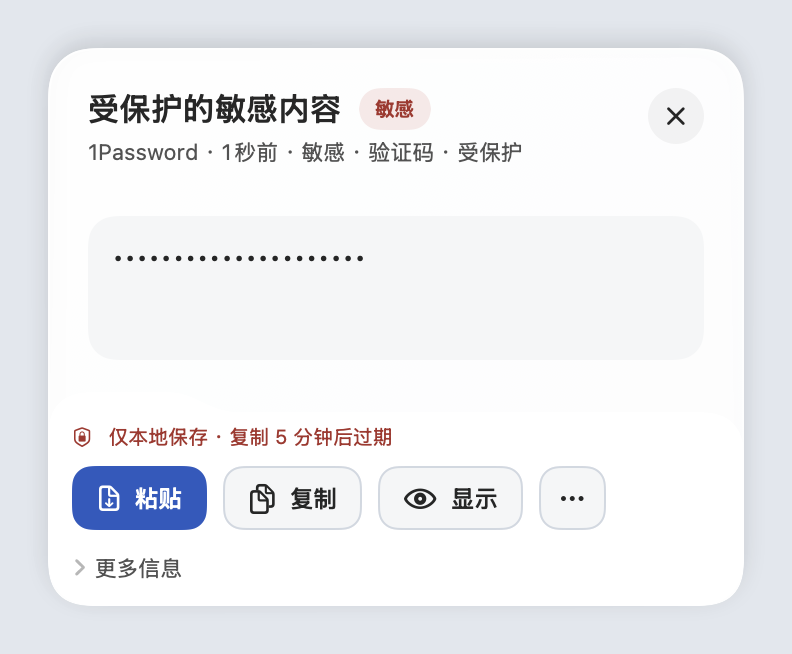 受保护的敏感内容 敏感
1Password · 1秒前 · 敏感 · 验证码 · 受保护
•••••••••••••••••••••
仅本地保存 · 复制 5 分钟后过期
粘贴 复制 显示 ···
更多信息